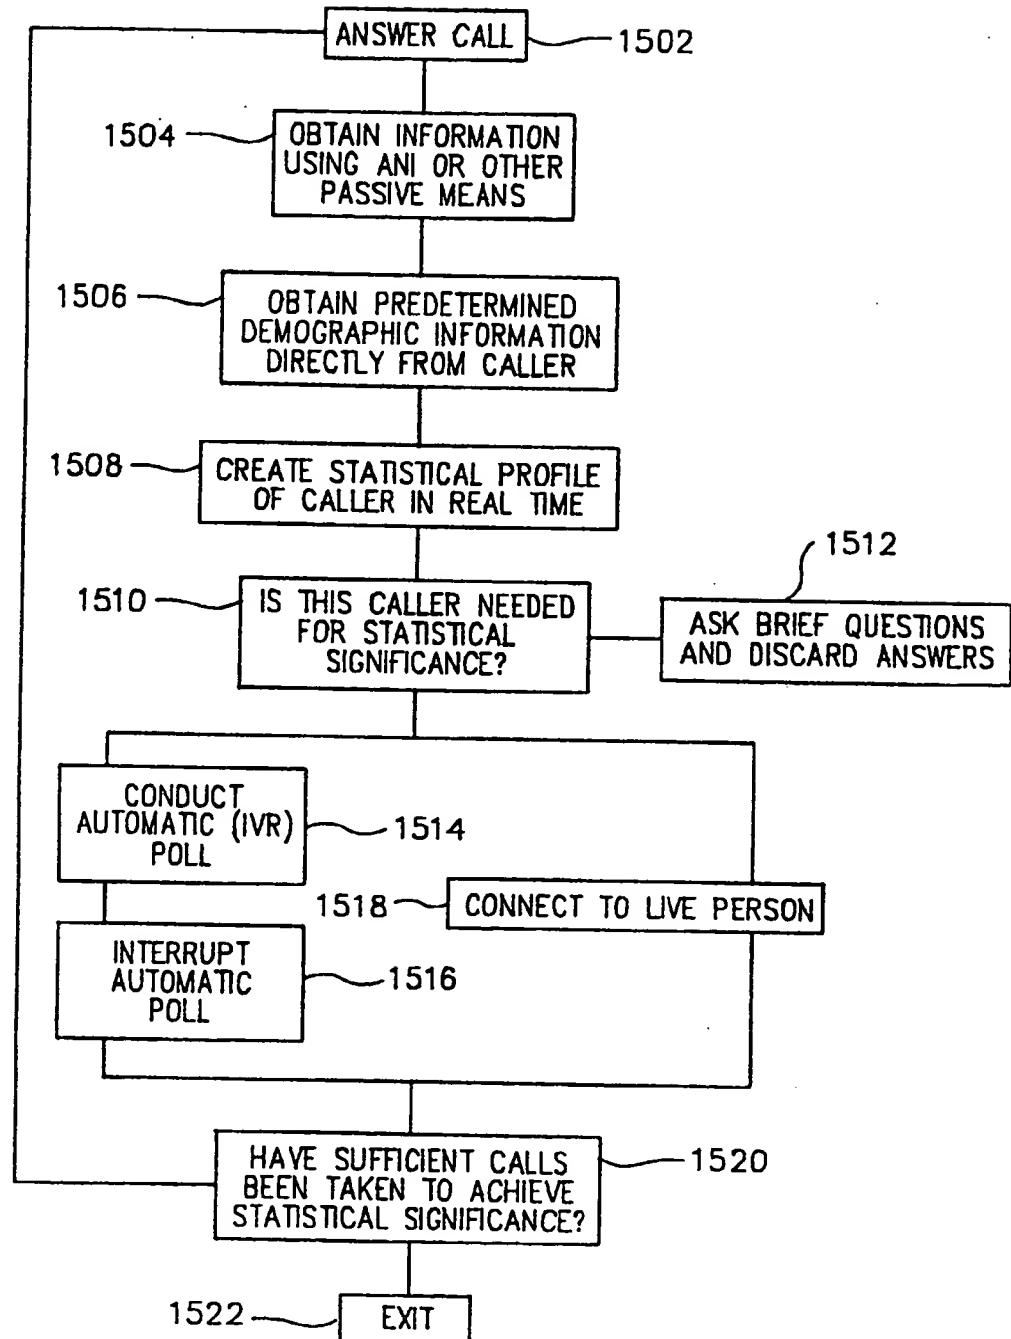 ANSWER CALL
1502
1504
OBTAIN INFORMATION
USING ANI OR OTHER
PASSIVE MEANS
1506
OBTAIN PREDETERMINED
DEMOGRAPHIC INFORMATION
DIRECTLY FROM CALLER
1508
CREATE STATISTICAL PROFILE
OF CALLER IN REAL TIME
1510
IS THIS CALLER NEEDED
FOR STATISTICAL
SIGNIFICANCE?
1512
ASK BRIEF QUESTIONS
AND DISCARD ANSWERS
CONDUCT
AUTOMATIC (IVR)
POLL
1514
1518
CONNECT TO LIVE PERSON
INTERRUPT
AUTOMATIC
POLL
1516
HAVE SUFFICIENT CALLS
BEEN TAKEN TO ACHIEVE
STATISTICAL SIGNIFICANCE?
1520
1522
EXIT